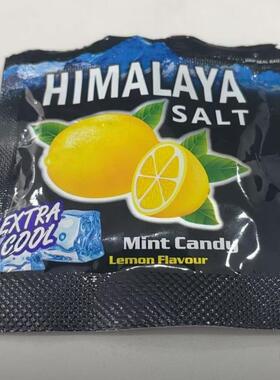 HIMALAYA
SALT
EXTRA
COOL
Mint Candy
Lemon Flavour